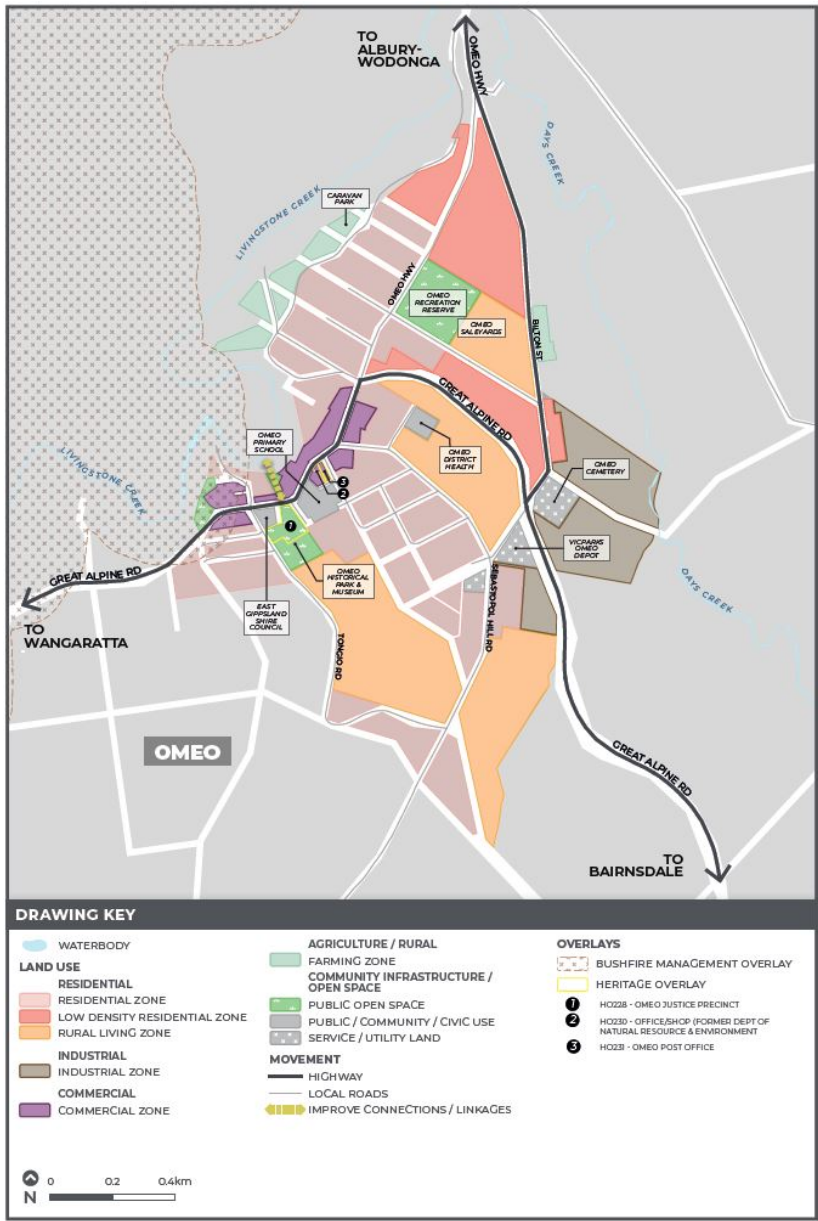 TO
ALBURY-
WODONGA
OMEO HWY
DAYS CREEK
LIVINGSTONE CREEK
CARAVAN
PARK
OMEO HWY
OMEO
RECREATION
RESERVE
OMEO
SALEYARDS
BILTON ST
GREAT ALPINE RD
OMEO
PRIMARY
SCHOOL
OMEO
DISTRICT
HEALTH
OMEO
CEMETERY
LIVINGSTONE CREEK
3
2
1
VICPARKS
OMEO
DEPOT
GREAT ALPINE RD
OMEO
HISTORICAL
PARK &
MUSEUM
SEBASTOPOL HILL RD
DAYS CREEK
EAST
GIPPSLAND
SHIRE
COUNCIL
TO
WANGARATTA
TONGIO RD
OMEO
GREAT ALPINE RD
TO
BAIRNSDALE
DRAWING KEY
WATERBODY
LAND USE
RESIDENTIAL
RESIDENTIAL ZONE
LOW DENSITY RESIDENTIAL ZONE
RURAL LIVING ZONE
INDUSTRIAL
INDUSTRIAL ZONE
COMMERCIAL
COMMERCIAL ZONE
AGRICULTURE / RURAL
FARMING ZONE
COMMUNITY INFRASTRUCTURE /
OPEN SPACE
PUBLIC OPEN SPACE
PUBLIC / COMMUNITY / CIVIC USE
SERVICE / UTILITY LAND
MOVEMENT
HIGHWAY
LOCAL ROADS
IMPROVE CONNECTIONS / LINKAGES
OVERLAYS
BUSHFIRE MANAGEMENT OVERLAY
HERITAGE OVERLAY
1 HO228 - OMEO JUSTICE PRECINCT
2 HO230 - OFFICE/SHOP (FORMER DEPT OF
NATURAL RESOURCE & ENVIRONMENT
3 HO231 - OMEO POST OFFICE
N
0 0.2 0.4km